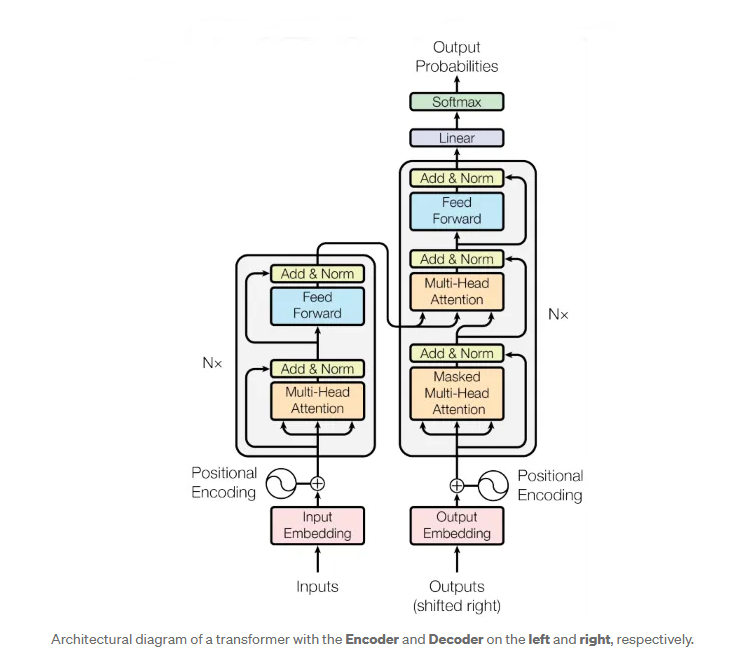 Output
Probabilities
Softmax
Linear
Add & Norm
Feed
Forward
Add & Norm
Multi-Head
Attention
Add & Norm
Masked
Multi-Head
Attention
Nx
Add & Norm
Feed
Forward
Add & Norm
Multi-Head
Attention
Nx
Positional
Encoding
Positional
Encoding
Input
Embedding
Output
Embedding
Inputs
Outputs
(shifted right)
Architectural diagram of a transformer with the Encoder and Decoder on the left and right, respectively.